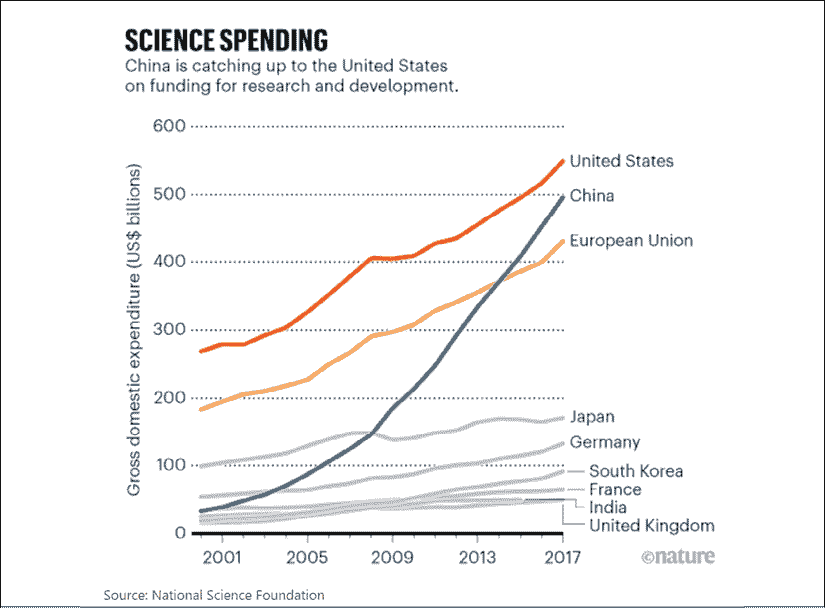 SCIENCE SPENDING
China is catching up to the United States
on funding for research and development.
Gross domestic expenditure (US$ billions)
600
500
400
300
200
100
0
United States
China
European Union
Japan
Germany
South Korea
France
India
United Kingdom
2001 2005 2009 2013 2017
©nature
Source: National Science Foundation